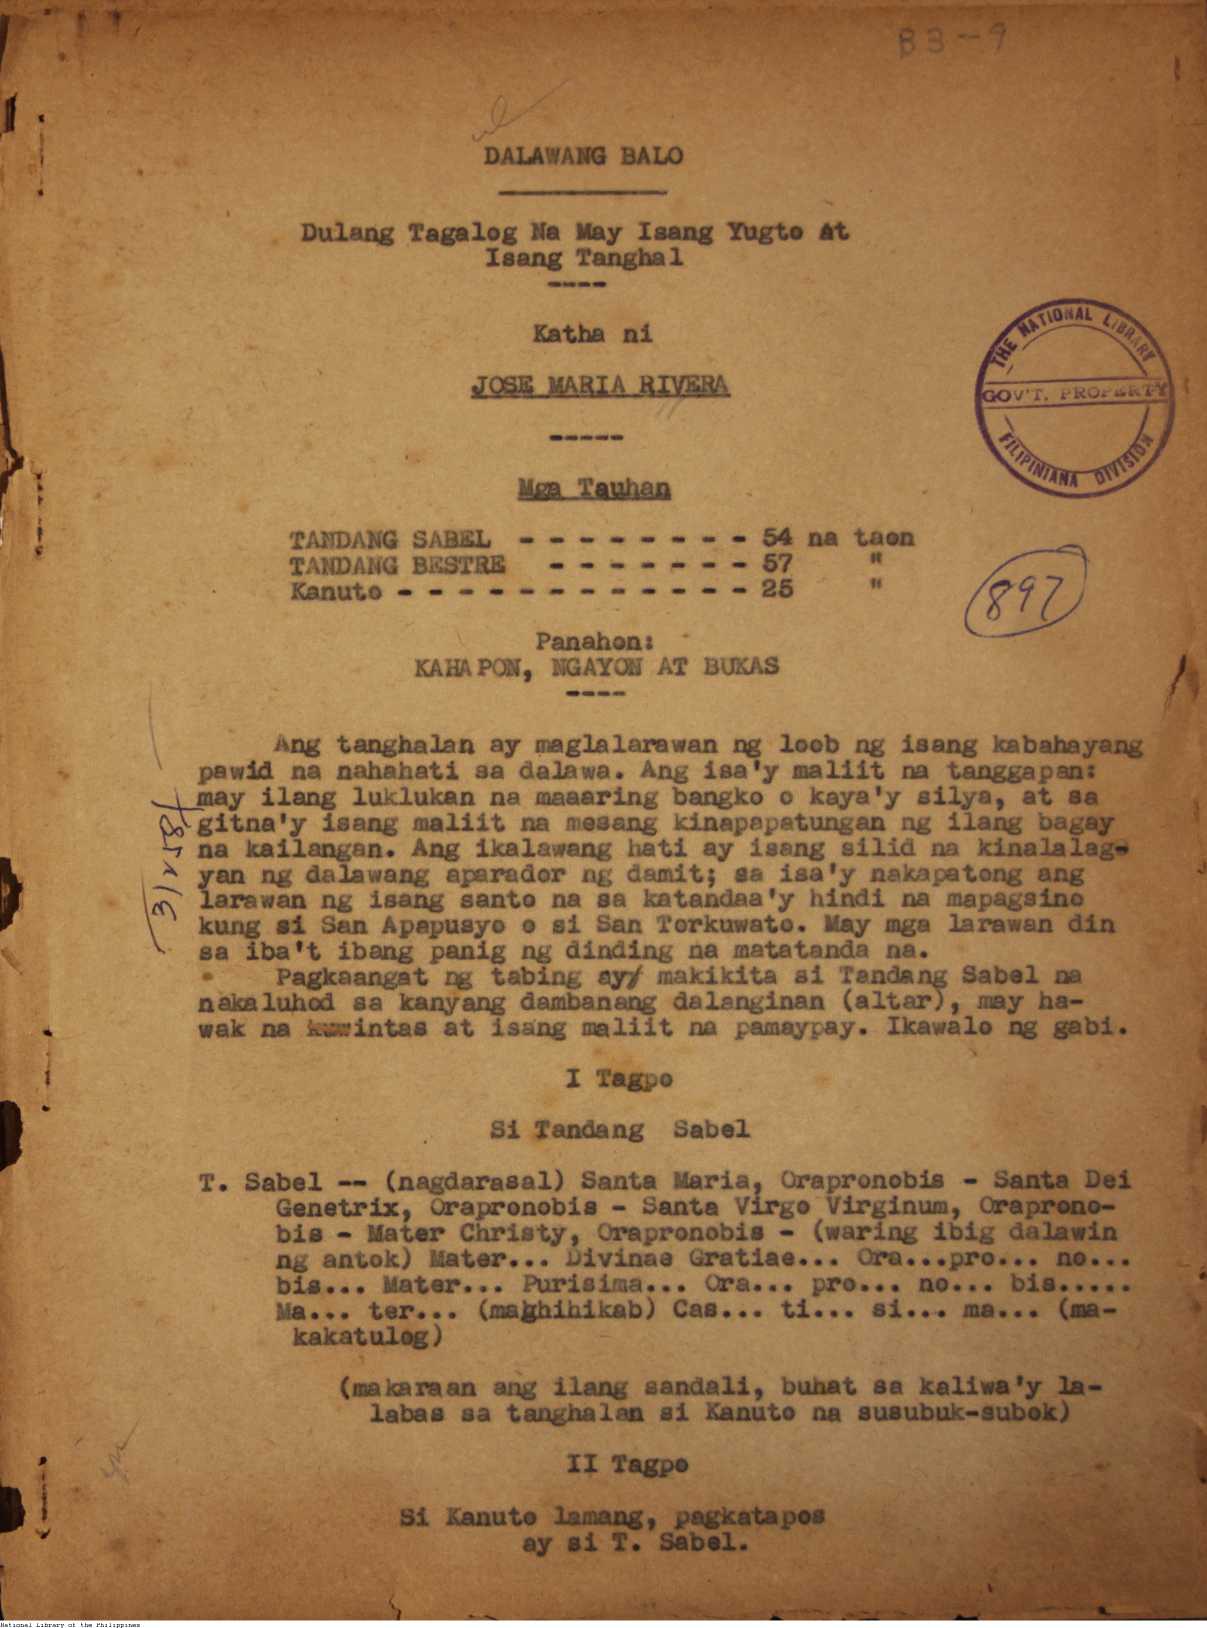 B3-9
DALAWANG BALO
Dulang Tagalog Na May Isang Yugto At
Isang Tanghal
----
Katha ni
JOSE MARIA RIVERA
-----
THE NATIONAL LIBRARY
GOV'T. PROPERTY
FILIPINIANA DIVISION
Mga Tauhan
TANDANG SABEL - - - - - - - - 54 na taon
TANDANG BESTRE - - - - - - - 57 "
Kanuto - - - - - - - - - - - - 25 "
897
Panahon:
KAHAPON, NGAYON AT BUKAS
----
Ang tanghalan ay maglalarawan ng loob ng isang kabahayang
pawid na nahahati sa dalawa. Ang isa'y maliit na tanggapan:
may ilang luklukan na maaaring bangko o kaya'y silya, at sa
gitna'y isang maliit na mesang kinapapatungan ng ilang bagay
na kailangan. Ang ikalawang hati ay isang silid na kinalalag-
yan ng dalawang aparador ng damit; sa isa'y nakapatong ang
larawan ng isang santo na sa katandaa'y hindi na mapagsino
kung si San Apapusyo o si San Torkuwato. May mga larawan din
sa iba't ibang panig ng dinding na matatanda na.
Pagkaangat ng tabing ay/ makikita si Tandang Sabel na
nakaluhod sa kanyang dambanang dalanginan (altar), may ha-
wak na kuwintas at isang maliit na pamaypay. Ikawalo ng gabi.
I Tagpo
Si Tandang Sabel
T. Sabel -- (nagdarasal) Santa Maria, Orapronobis - Santa Dei
Genetrix, Orapronobis - Santa Virgo Virginum, Oraprono-
bis - Mater Christy, Orapronobis - (waring ibig dalawin
ng antok) Mater... Divinae Gratiae... Ora...pro... no...
bis... Mater... Purisima... Ora... pro... no... bis.....
Ma... ter... (maghihikab) Cas... ti... si... ma... (ma-
kakatulog)
(makaraan ang ilang sandali, buhat sa kaliwa'y la-
labas sa tanghalan si Kanuto na susubuk-subok)
II Tagpo
Si Kanuto lamang, pagkatapos
ay si T. Sabel.
National Library of the Philippines